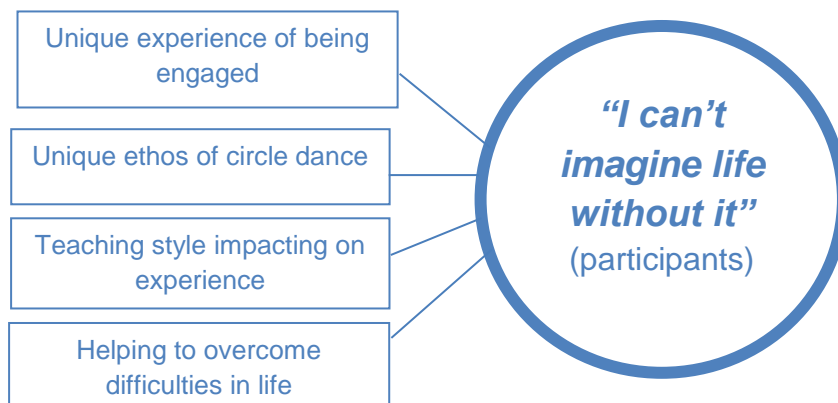 Unique experience of being
engaged
Unique ethos of circle dance
Teaching style impacting on
experience
Helping to overcome
difficulties in life
“I can’t
imagine life
without it”
(participants)